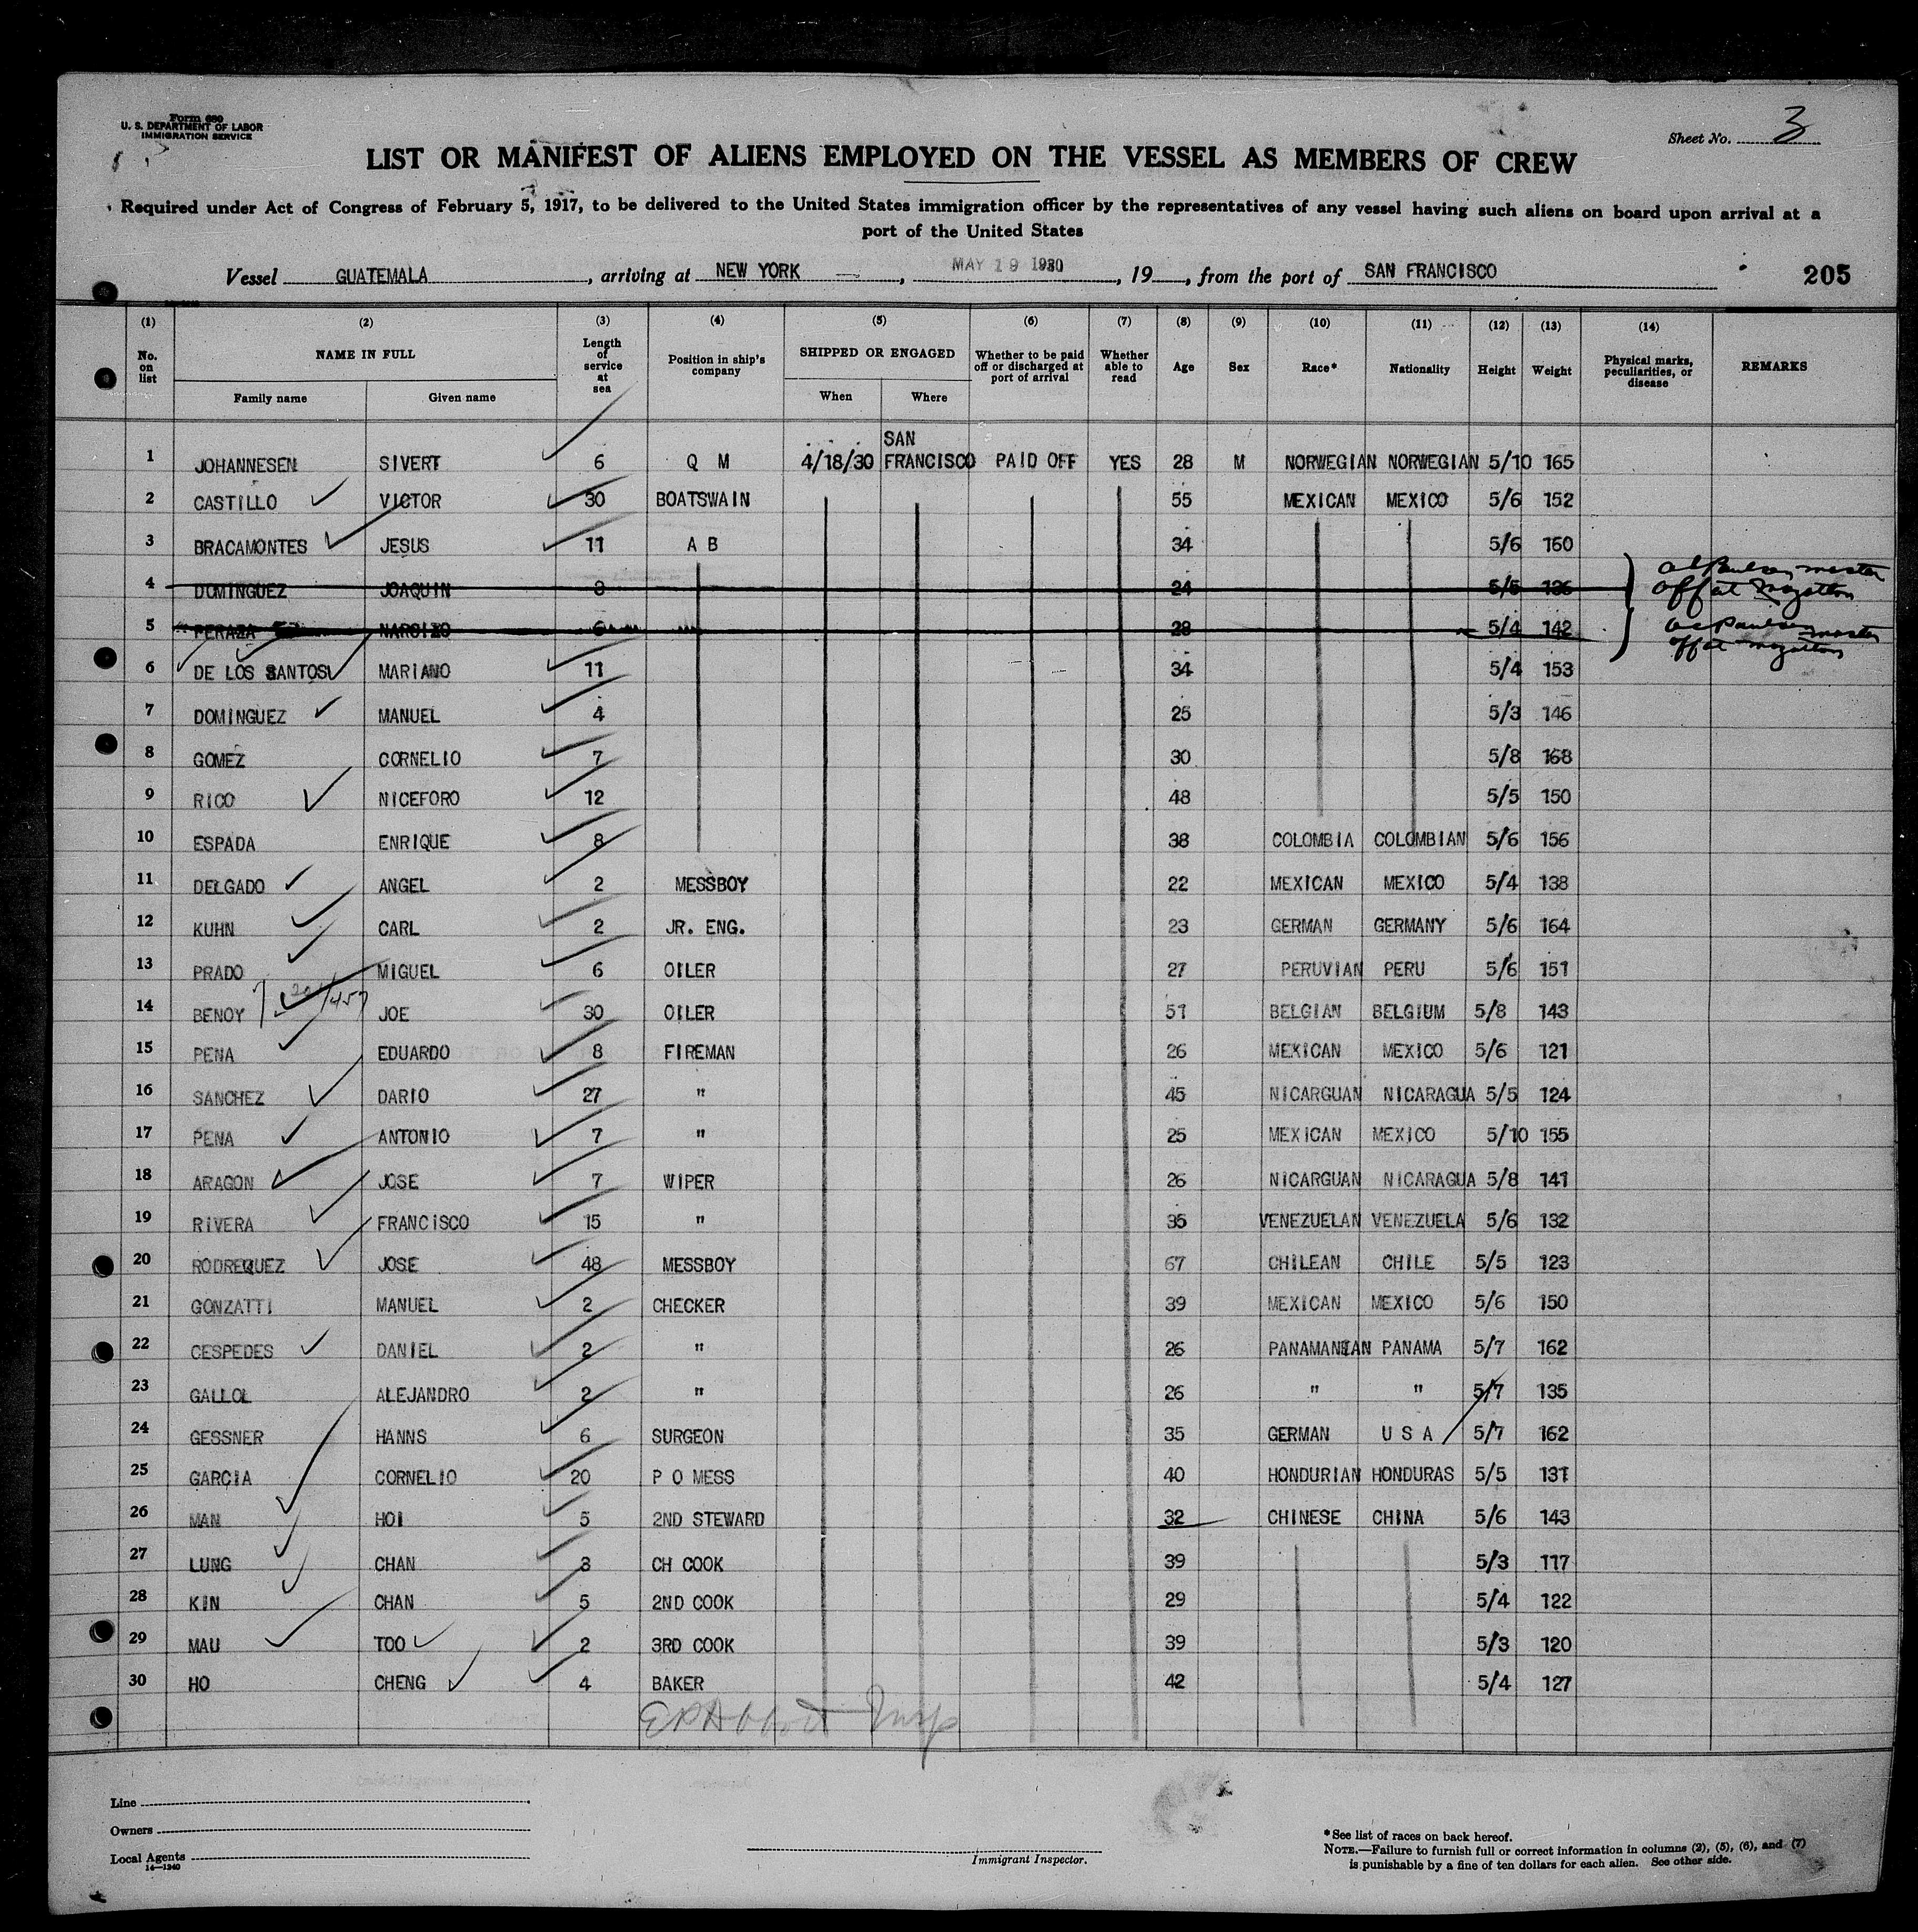 Form 680
U. S. DEPARTMENT OF LABOR
IMMIGRATION SERVICE
Sheet No. 3
LIST OR MANIFEST OF ALIENS EMPLOYED ON THE VESSEL AS MEMBERS OF CREW
Required under Act of Congress of February 5, 1917, to be delivered to the United States immigration officer by the representatives of any vessel having such aliens on board upon arrival at a
port of the United States
Vessel GUATEMALA, arriving at NEW YORK, MAY 19 1930, 19, from the port of SAN FRANCISCO 205
(1) (2) (3) (4) (5) (6) (7) (8) (9) (10) (11) (12) (13) (14)
No. on list NAME IN FULL Family name Given name Length of service at sea Position in ship's company SHIPPED OR ENGAGED When Where Whether to be paid off or discharged at port of arrival Whether able to read Age Sex Race* Nationality Height Weight Physical marks, peculiarities, or disease REMARKS
1 JOHANNESEN SIVERT 6 Q M 4/18/30 SAN FRANCISCO PAID OFF YES 28 M NORWEGIAN NORWEGIAN 5/10 165
2 CASTILLO VICTOR 30 BOATSWAIN 55 MEXICAN MEXICO 5/6 152
3 BRACAMONTES JESUS 11 A B 34 5/6 150
4 DOMINGUEZ JOAQUIN 3 24 5/5 136 master
off at Mazatlan
5 PERAZA NARCIZO 6 28 5/4 142 master
off at Mazatlan
6 DE LOS SANTOS MARIANO 11 34 5/4 153
7 DOMINGUEZ MANUEL 4 25 5/3 146
8 GOMEZ CORNELIO 7 30 5/8 168
9 RICO NICEFORO 12 48 5/5 150
10 ESPADA ENRIQUE 8 38 COLOMBIA COLOMBIAN 5/6 156
11 DELGADO ANGEL 2 MESSBOY 22 MEXICAN MEXICO 5/4 138
12 KUHN CARL 2 JR. ENG. 23 GERMAN GERMANY 5/6 164
13 PRADO MIGUEL 6 OILER 27 PERUVIAN PERU 5/6 151
14 BENOY JOE 30 OILER 51 BELGIAN BELGIUM 5/8 143
15 PENA EDUARDO 8 FIREMAN 26 MEXICAN MEXICO 5/6 121
16 SANCHEZ DARIO 27 " 45 NICARGUAN NICARAGUA 5/5 124
17 PENA ANTONIO 7 " 25 MEXICAN MEXICO 5/10 155
18 ARAGON JOSE 7 WIPER 26 NICARGUAN NICARAGUA 5/8 141
19 RIVERA FRANCISCO 15 " 35 VENEZUELAN VENEZUELA 5/6 132
20 RODREQUEZ JOSE 48 MESSBOY 67 CHILEAN CHILE 5/5 123
21 GONZATTI MANUEL 2 CHECKER 39 MEXICAN MEXICO 5/6 150
22 CESPEDES DANIEL 2 " 26 PANAMANIAN PANAMA 5/7 162
23 GALLOL ALEJANDRO 2 " 26 " " 5/7 135
24 GESSNER HANNS 6 SURGEON 35 GERMAN U S A 5/7 162
25 GARCIA CORNELIO 20 P O MESS 40 HONDURIAN HONDURAS 5/5 131
26 MAN HOI 5 2ND STEWARD 32 CHINESE CHINA 5/6 143
27 LUNG CHAN 3 CH COOK 39 5/3 117
28 KIN CHAN 5 2ND COOK 29 5/4 122
29 MAU TOO 2 3RD COOK 39 5/3 120
30 HO CHENG 4 BAKER 42 5/4 127
Abbott Insp
Line
Owners
Local Agents
14—1240
Immigrant Inspector.
*See list of races on back hereof.
NOTE.—Failure to furnish full or correct information in columns (2), (5), (6), and (7)
is punishable by a fine of ten dollars for each alien. See other side.